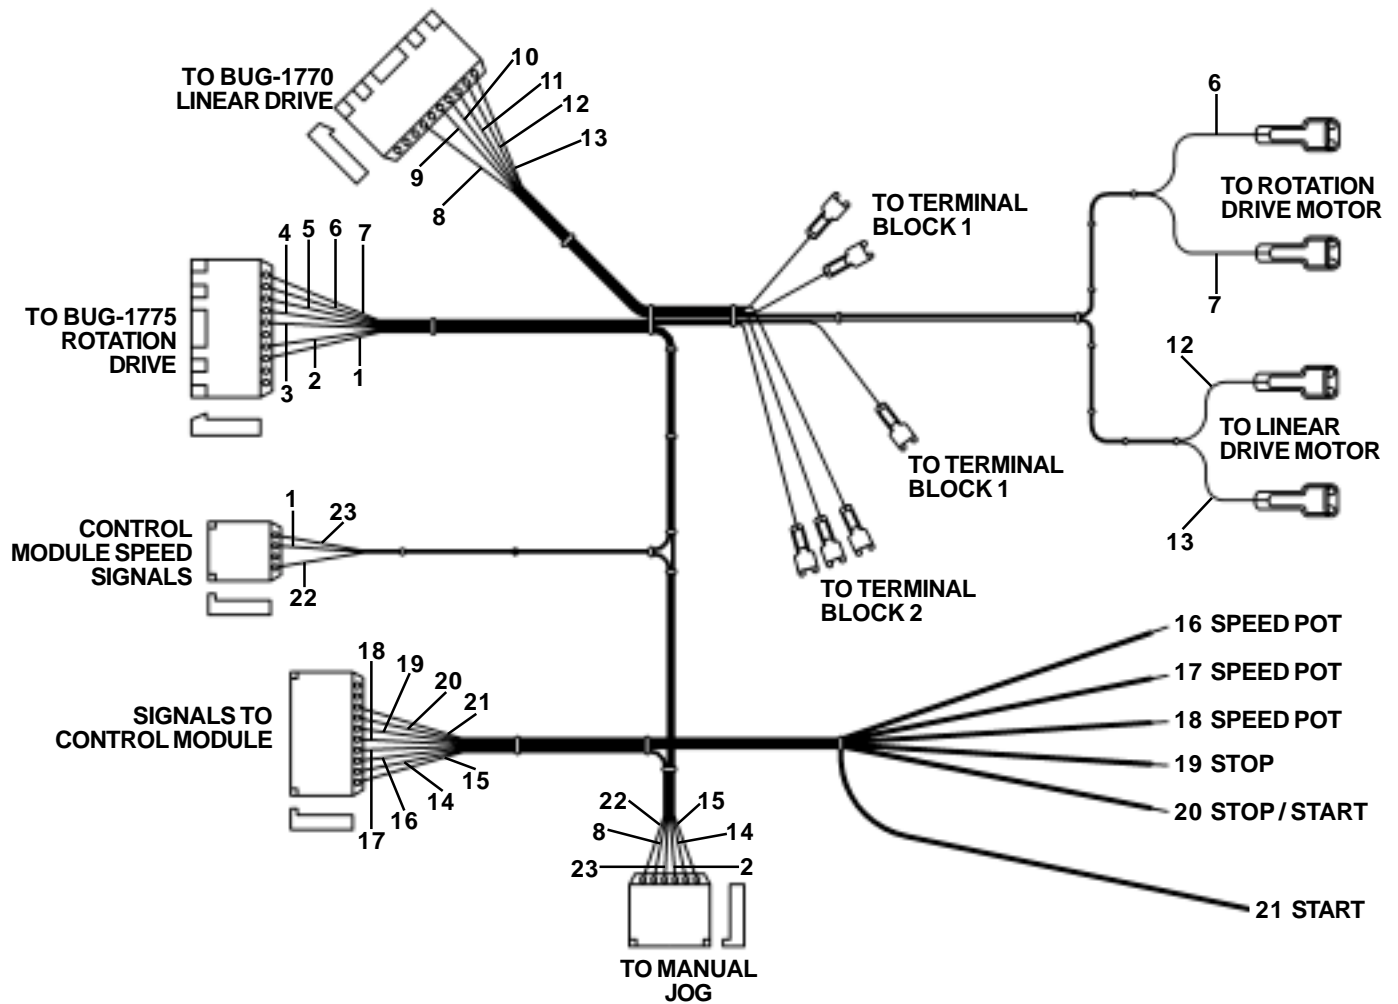 TO BUG-1770
LINEAR DRIVE
10
11
12
13
9
8
6
TO ROTATION
DRIVE MOTOR
7
TO TERMINAL
BLOCK 1
4
5
6
7
TO BUG-1775
ROTATION
DRIVE
3
2
1
12
TO LINEAR
DRIVE MOTOR
13
TO TERMINAL
BLOCK 1
TO TERMINAL
BLOCK 2
1
23
CONTROL
MODULE SPEED
SIGNALS
22
18
19
20
21
SIGNALS TO
CONTROL MODULE
15
14
16
17
16 SPEED POT
17 SPEED POT
18 SPEED POT
19 STOP
20 STOP / START
21 START
22
15
8
14
23
2
TO MANUAL
JOG